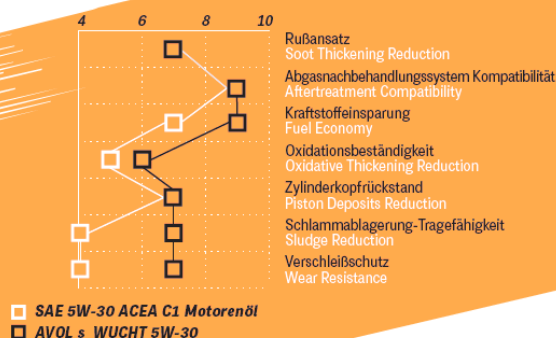 4 6 8 10
Rußansatz
Soot Thickening Reduction
Abgasnachbehandlungssystem Kompatibilität
Aftertreatment Compatibility
Kraftstoffeinsparung
Fuel Economy
Oxidationsbeständigkeit
Oxidative Thickening Reduction
Zylinderkopfrückstand
Piston Deposits Reduction
Schlammablagerung-Tragefähigkeit
Sludge Reduction
Verschleißschutz
Wear Resistance
SAE 5W-30 ACEA C1 Motorenöl
AVOL s WUCHT 5W-30